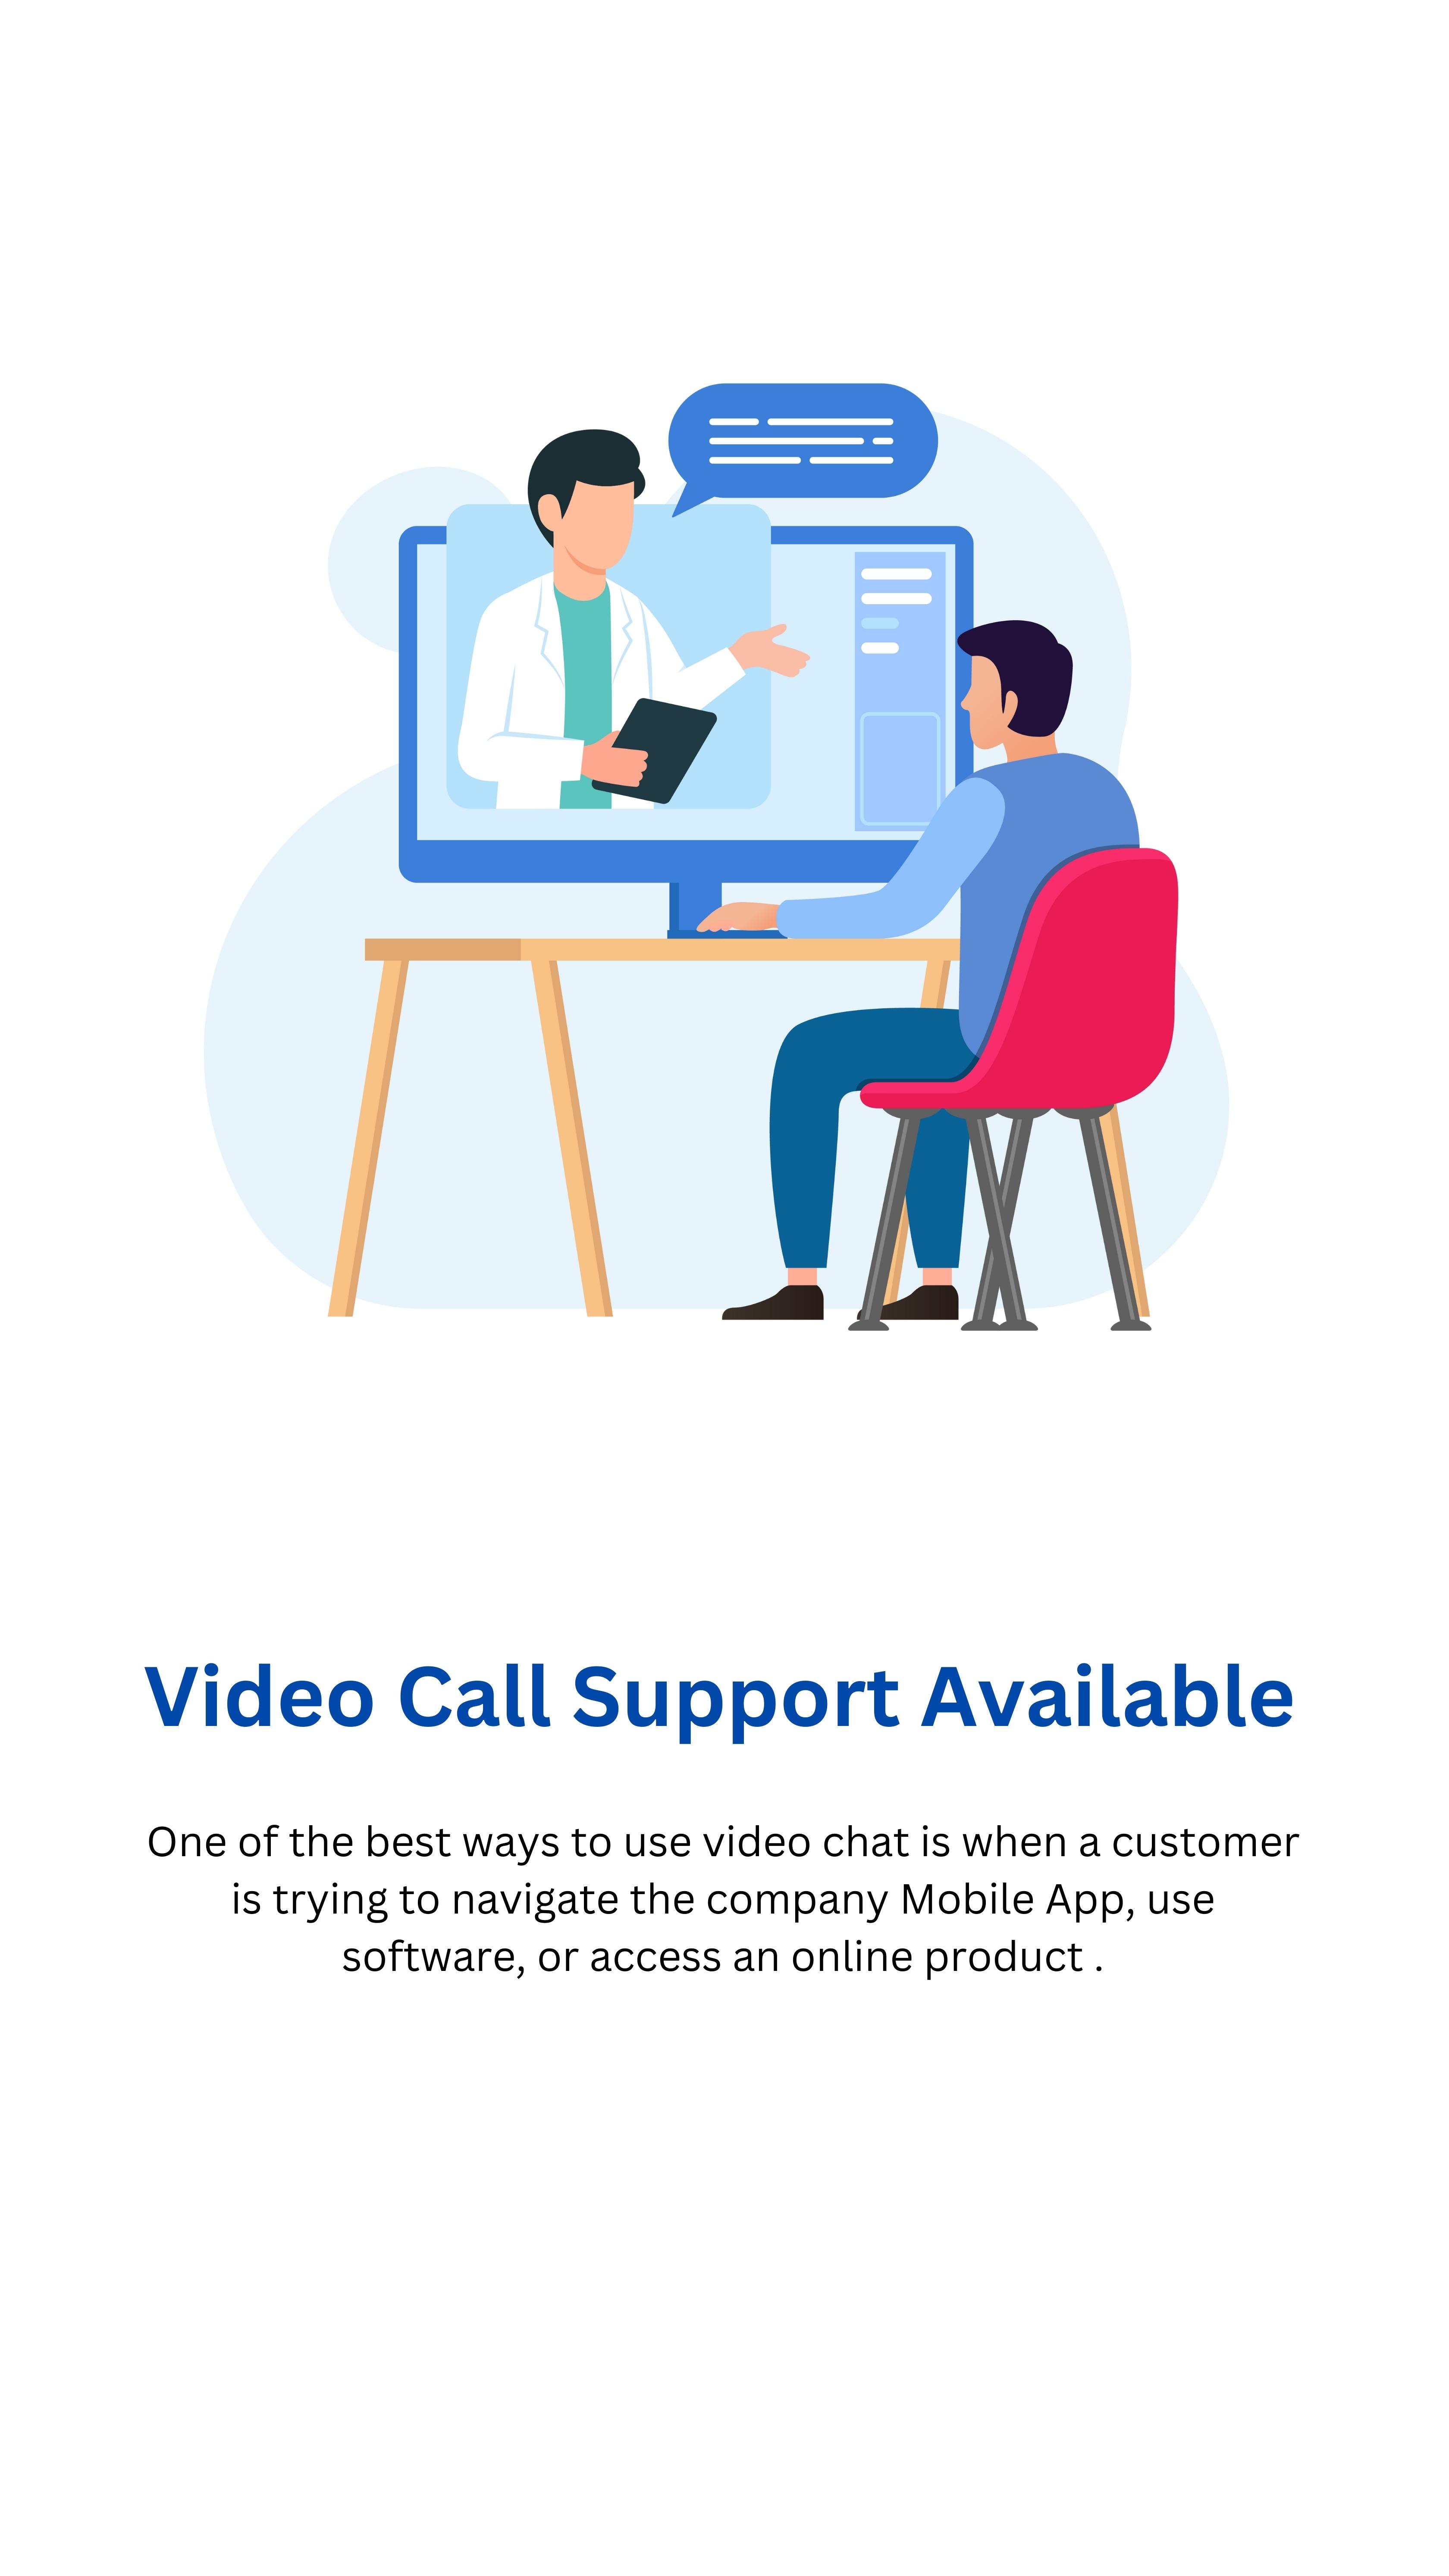 Video Call Support Available
One of the best ways to use video chat is when a customer
is trying to navigate the company Mobile App, use
software, or access an online product .